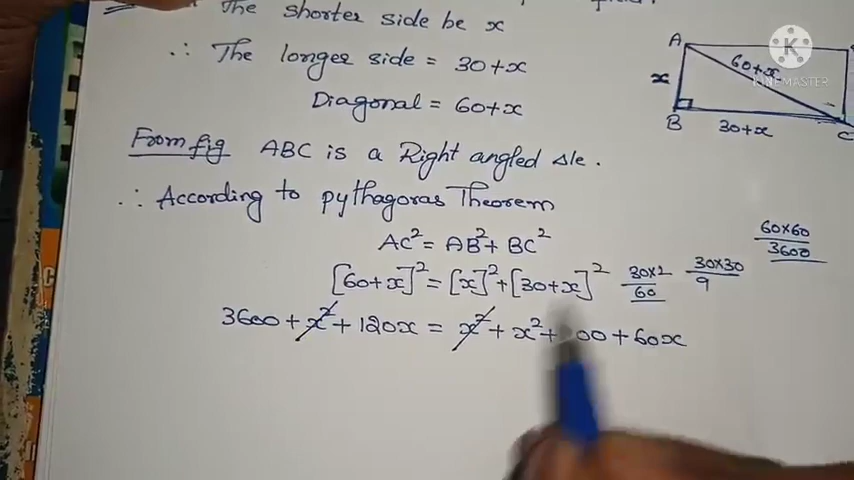 The shorter side be x
∴ The longer side = 30+x
Diagonal = 60+x
From fig ABC is a Right angled Δle.
∴ According to pythagoras Theorem
AC² = AB² + BC²
[60+x]² = [x]² + [30+x]²
3600 + x² + 120x = x² + x² + 00 + 60x
30×2
60
30×30
9
60×60
3600
A
60+x
x
B
30+x
C
K
KINEMASTER